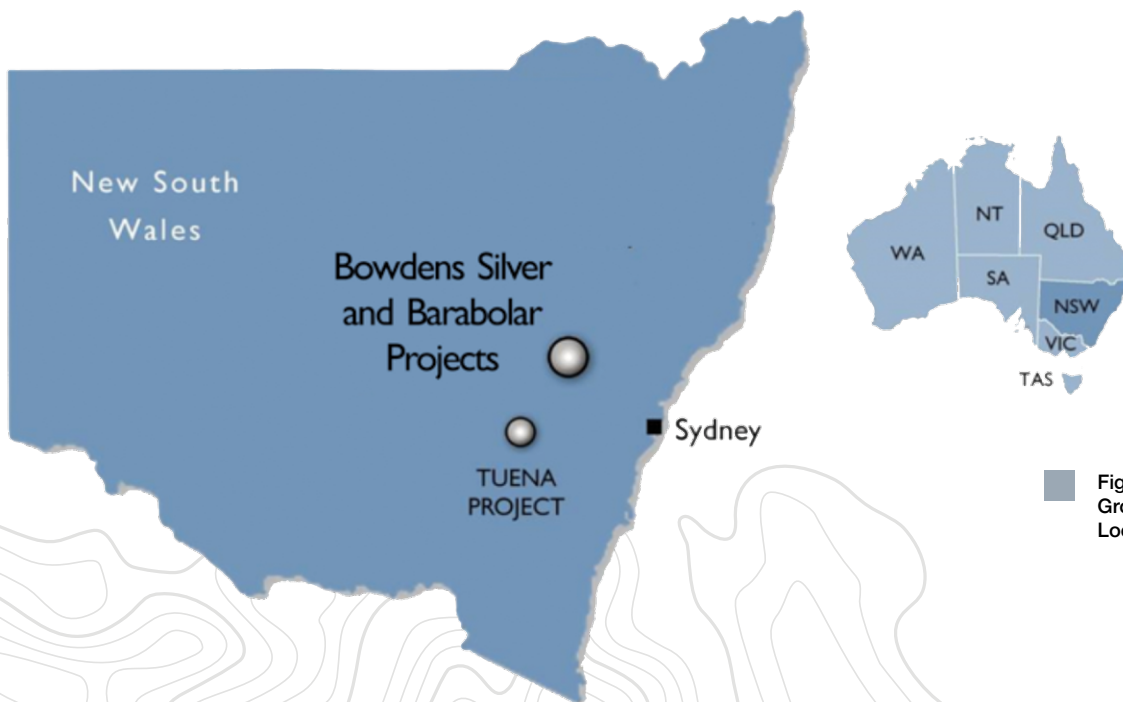 New South
Wales
Bowdens Silver
and Barabolar
Projects
TUENA
PROJECT
Sydney
WA
NT
QLD
SA
NSW
VIC
TAS